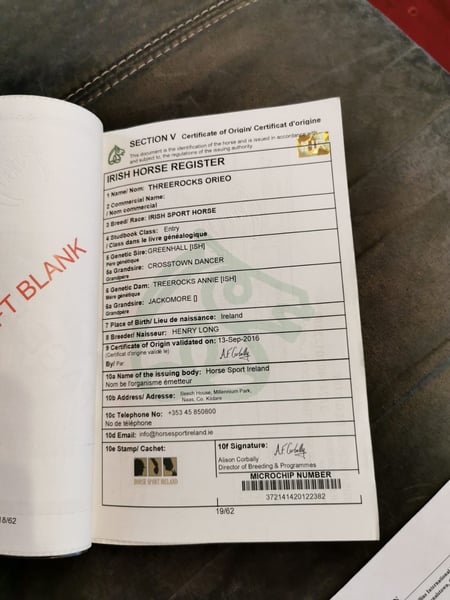 SECTION V Certificate of Origin/ Certificat d'origine
This document is the identification of the horse and is issued in accordance with
and subject to, the regulations of the issuing authority.
IRISH HORSE REGISTER
1 Name/ Nom: THREEROCKS ORIEO
2 Commercial Name:
/ Nom commercial
3 Breed/ Race: IRISH SPORT HORSE
4 Studbook Class: Entry
/ Class dans le livre généalogique
5 Genetic Sire: GREENHALL [ISH]
Père génétique
5a Grandsire: CROSSTOWN DANCER
Grandpère
6 Genetic Dam: TREEROCKS ANNIE [ISH]
Mère génétique
6a Grandsire: JACKOMORE []
Grandpère
7 Place of Birth/ Lieu de naissance: Ireland
8 Breeder/ Naisseur: HENRY LONG
9 Certificate of Origin validated on: 13-Sep-2016
(Certificat d'origine validé le)
By/ Par: A.F. Corbally
10a Name of the issuing body: Horse Sport Ireland
Nom be l'organisme émetteur
10b Address/ Adresse: Beech House, Millennium Park,
Naas, Co. Kildare
10c Telephone No: +353 45 850800
No de téléphone
10d Email: info@horsesportireland.ie
10e Stamp/ Cachet:
HORSE SPORT IRELAND
10f Signature: A.F. Corbally
Alison Corbally
Director of Breeding & Programmes
MICROCHIP NUMBER
372141420122382
19/62
FT BLANK
18/62